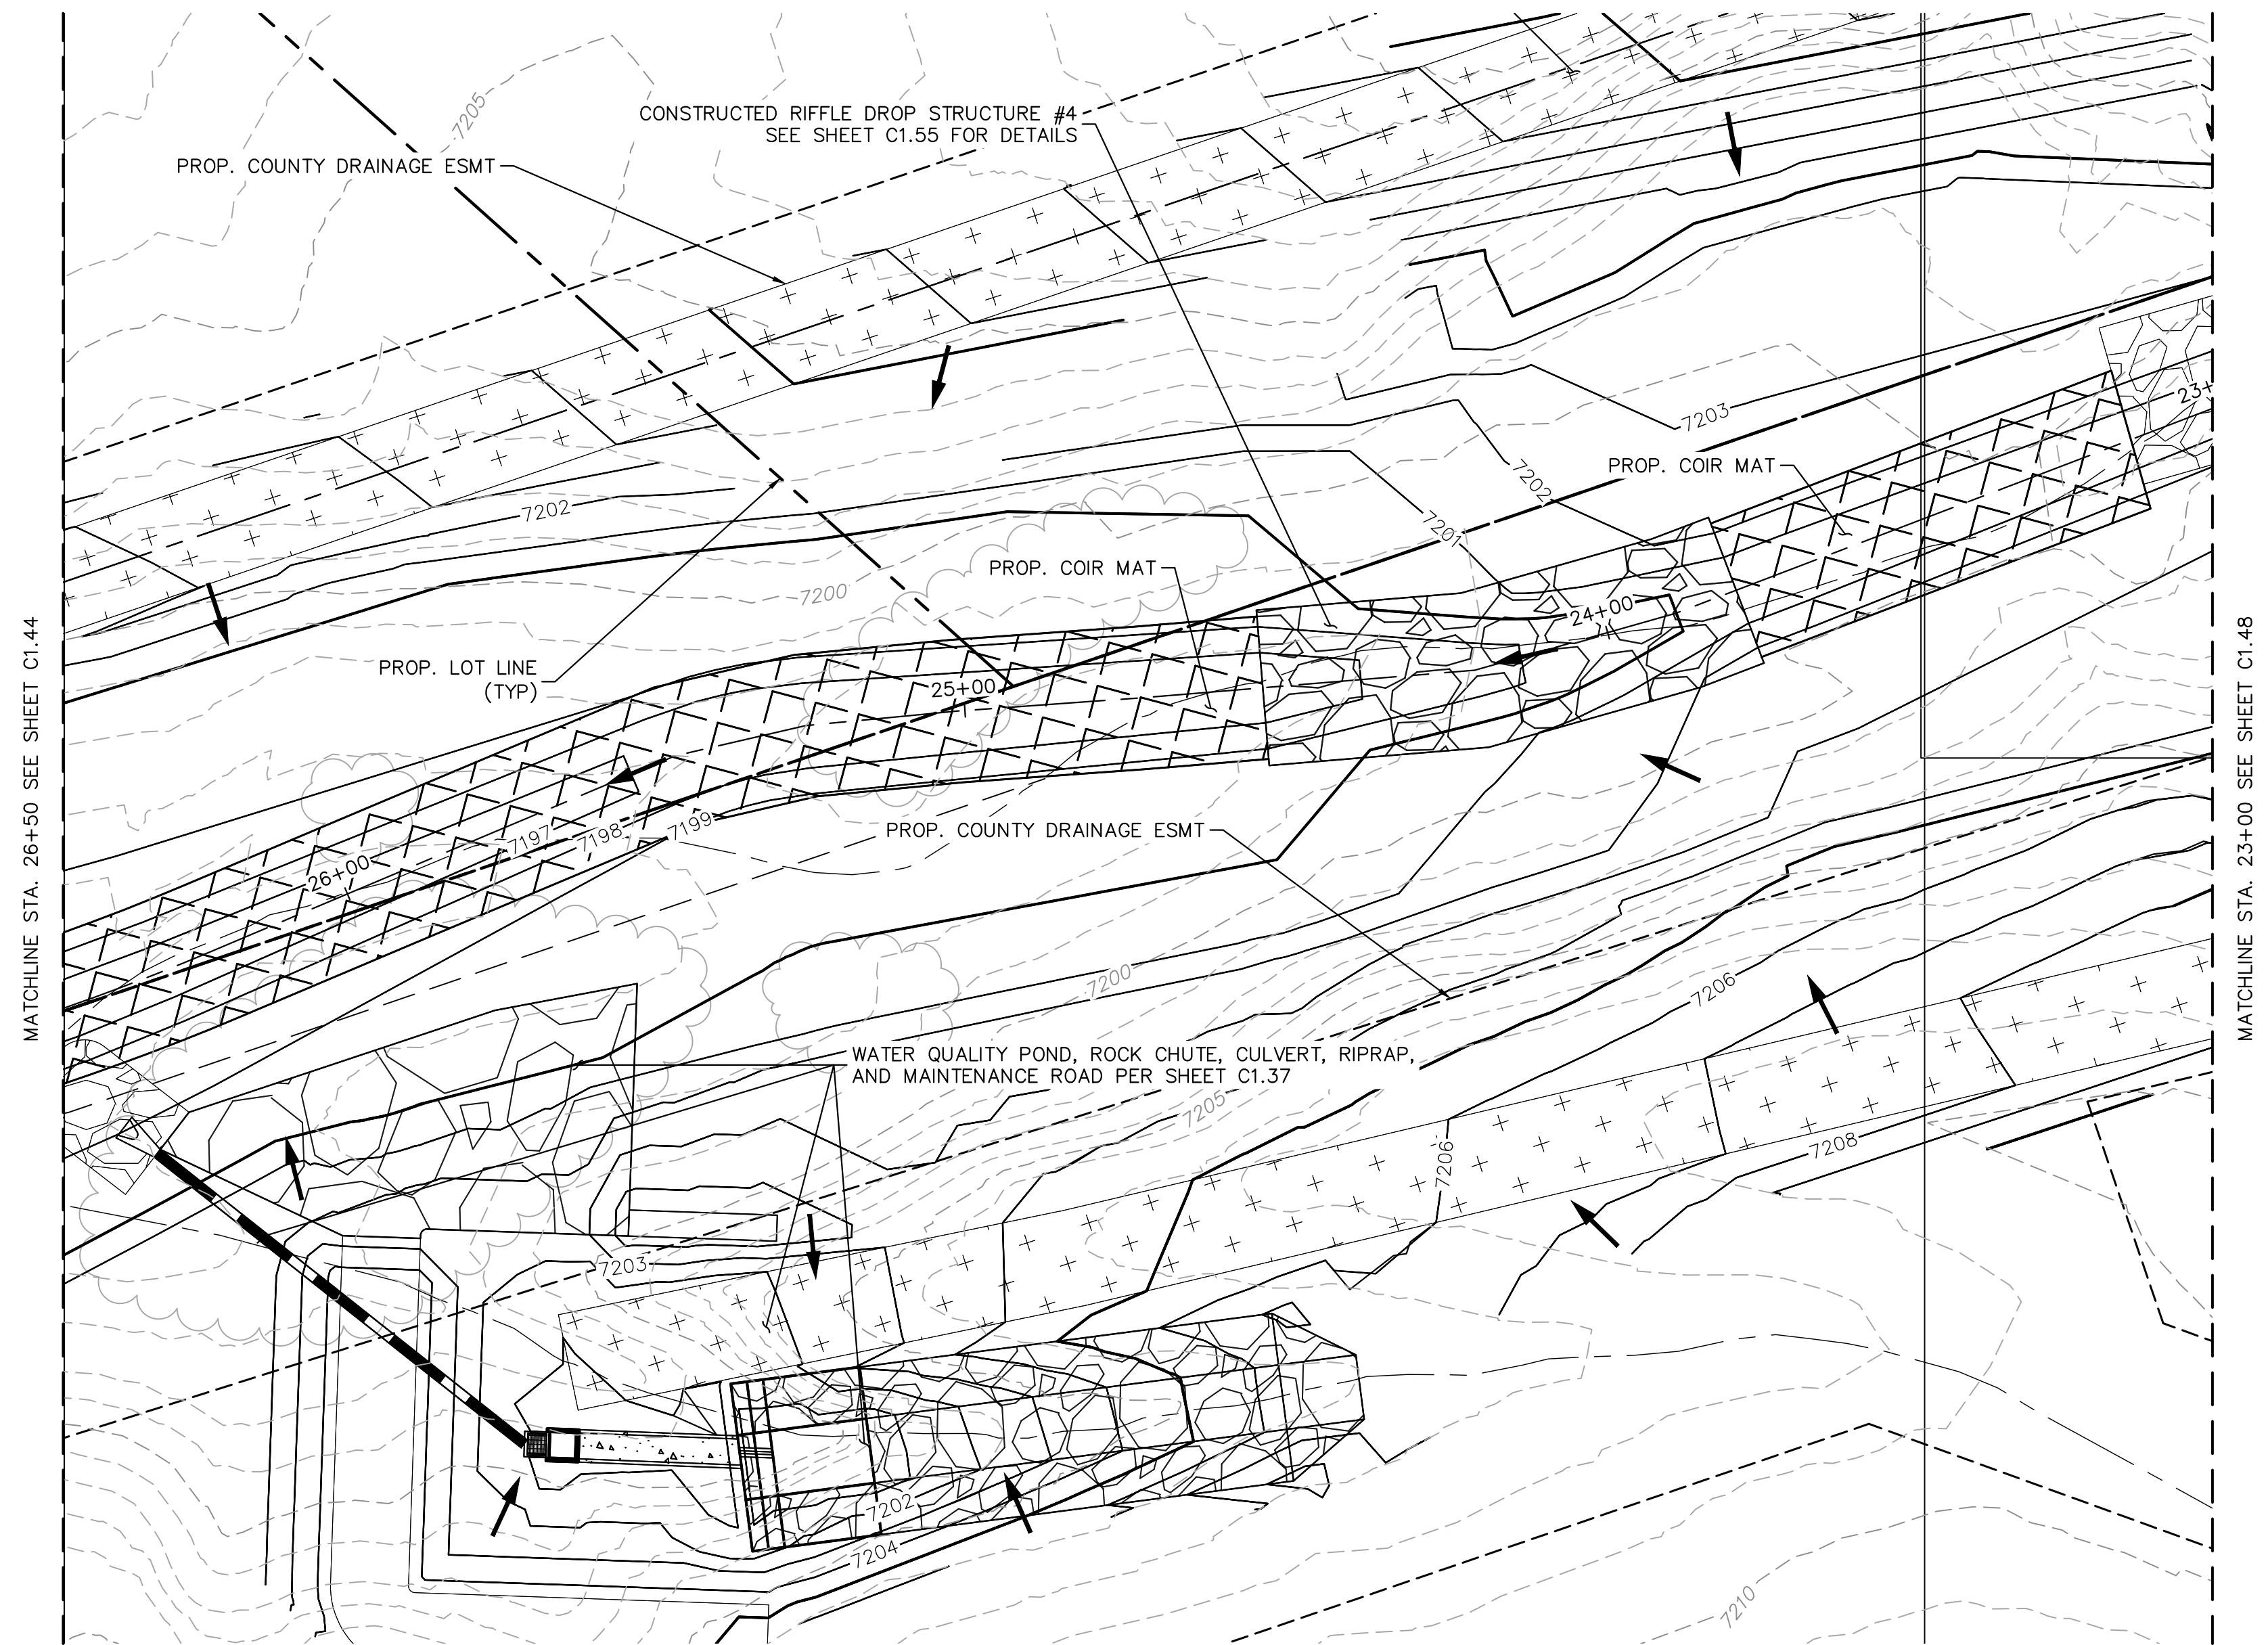 7205
CONSTRUCTED RIFFLE DROP STRUCTURE #4
SEE SHEET C1.55 FOR DETAILS
PROP. COUNTY DRAINAGE ESMT
23+
7203
PROP. COIR MAT
7202
7202
7201
PROP. COIR MAT
7200
24+00
PROP. LOT LINE
(TYP)
25+00
MATCHLINE STA. 26+50 SEE SHEET C1.44
MATCHLINE STA. 23+00 SEE SHEET C1.48
7199
7198
7197
PROP. COUNTY DRAINAGE ESMT
26+00
7200
7206
WATER QUALITY POND, ROCK CHUTE, CULVERT, RIPRAP,
AND MAINTENANCE ROAD PER SHEET C1.37
7205
7208
7206
7203
7202
7204
7210